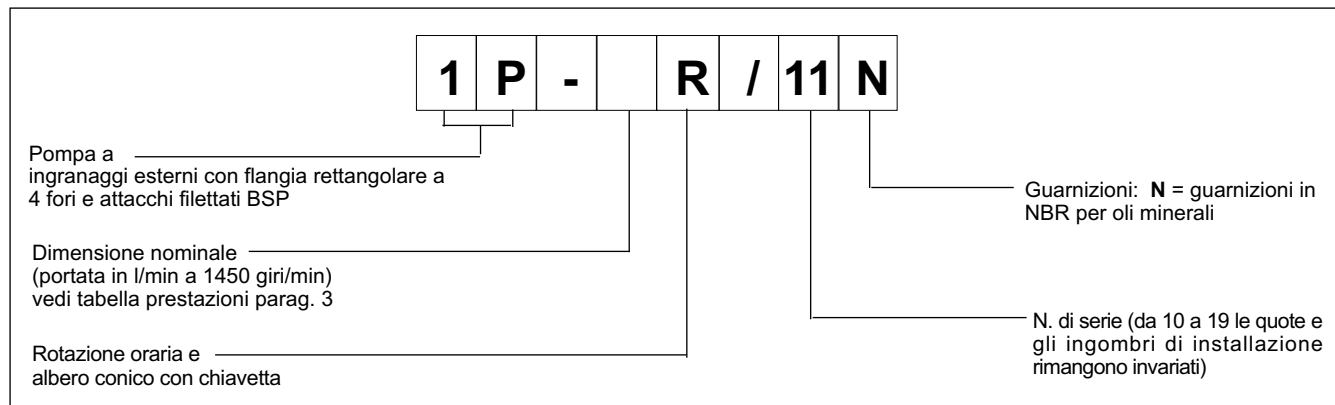 1 P - R / 11 N
Pompa a
ingranaggi esterni con flangia rettangolare a
4 fori e attacchi filettati BSP
Dimensione nominale
(portata in l/min a 1450 giri/min)
vedi tabella prestazioni parag. 3
Rotazione oraria e
albero conico con chiavetta
Guarnizioni: N = guarnizioni in
NBR per oli minerali
N. di serie (da 10 a 19 le quote e
gli ingombri di installazione
rimangono invariati)